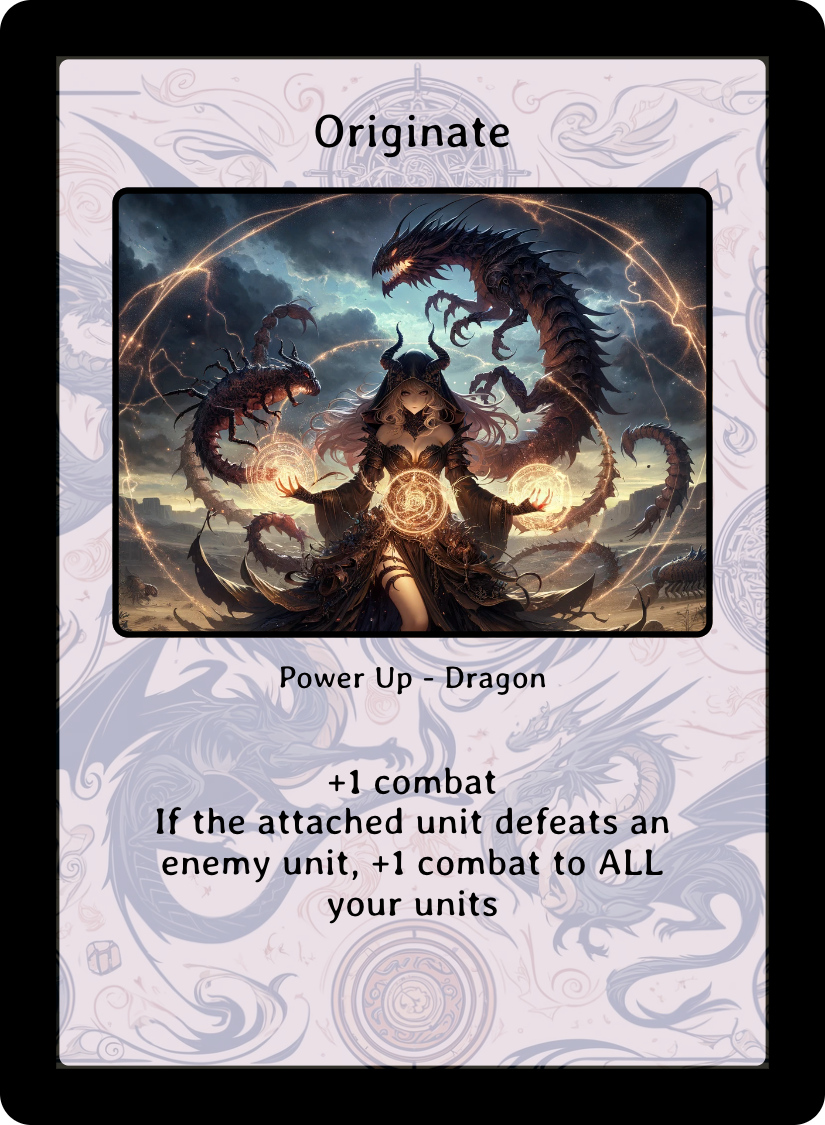 Originate
Power Up - Dragon
+1 combat
If the attached unit defeats an
enemy unit, +1 combat to ALL
your units